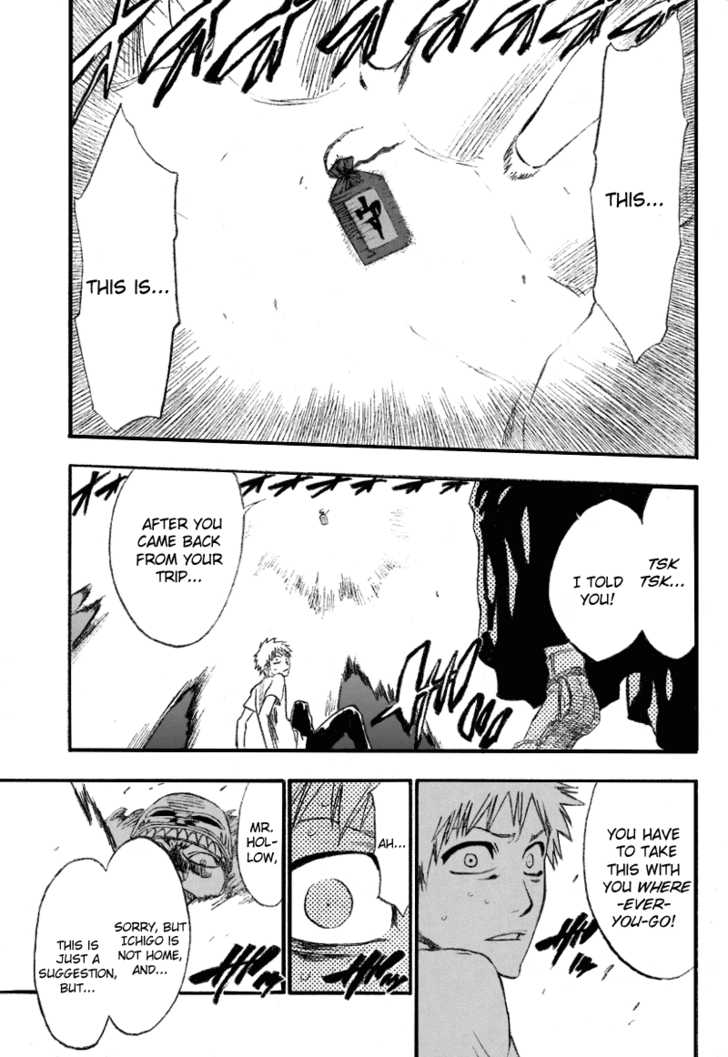 THIS...
THIS IS...
中
TSK
TSK...
I TOLD
YOU!
AFTER YOU
CAME BACK
FROM YOUR
TRIP...
YOU HAVE
TO TAKE
THIS WITH
YOU WHERE
-EVER-
YOU-GO!
AH...
MR.
HOL-
LOW,
SORRY, BUT
ICHIGO IS
NOT HOME,
AND...
THIS IS
JUST A
SUGGESTION,
BUT...